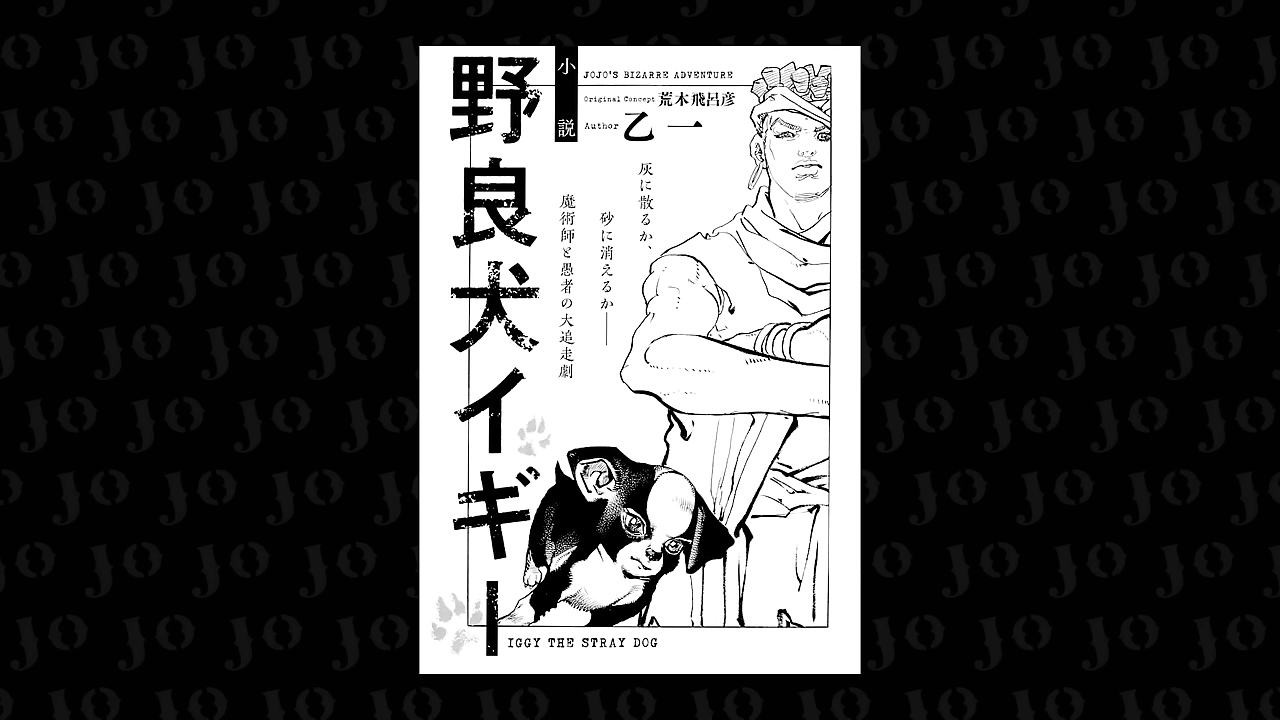 野良犬イギー
小説
JOJO'S BIZARRE ADVENTURE
Original Concept 荒木飛呂彦
Author 乙一
灰に散るか、
砂に消えるか――
魔術師と愚者の大追走劇
IGGY THE STRAY DOG